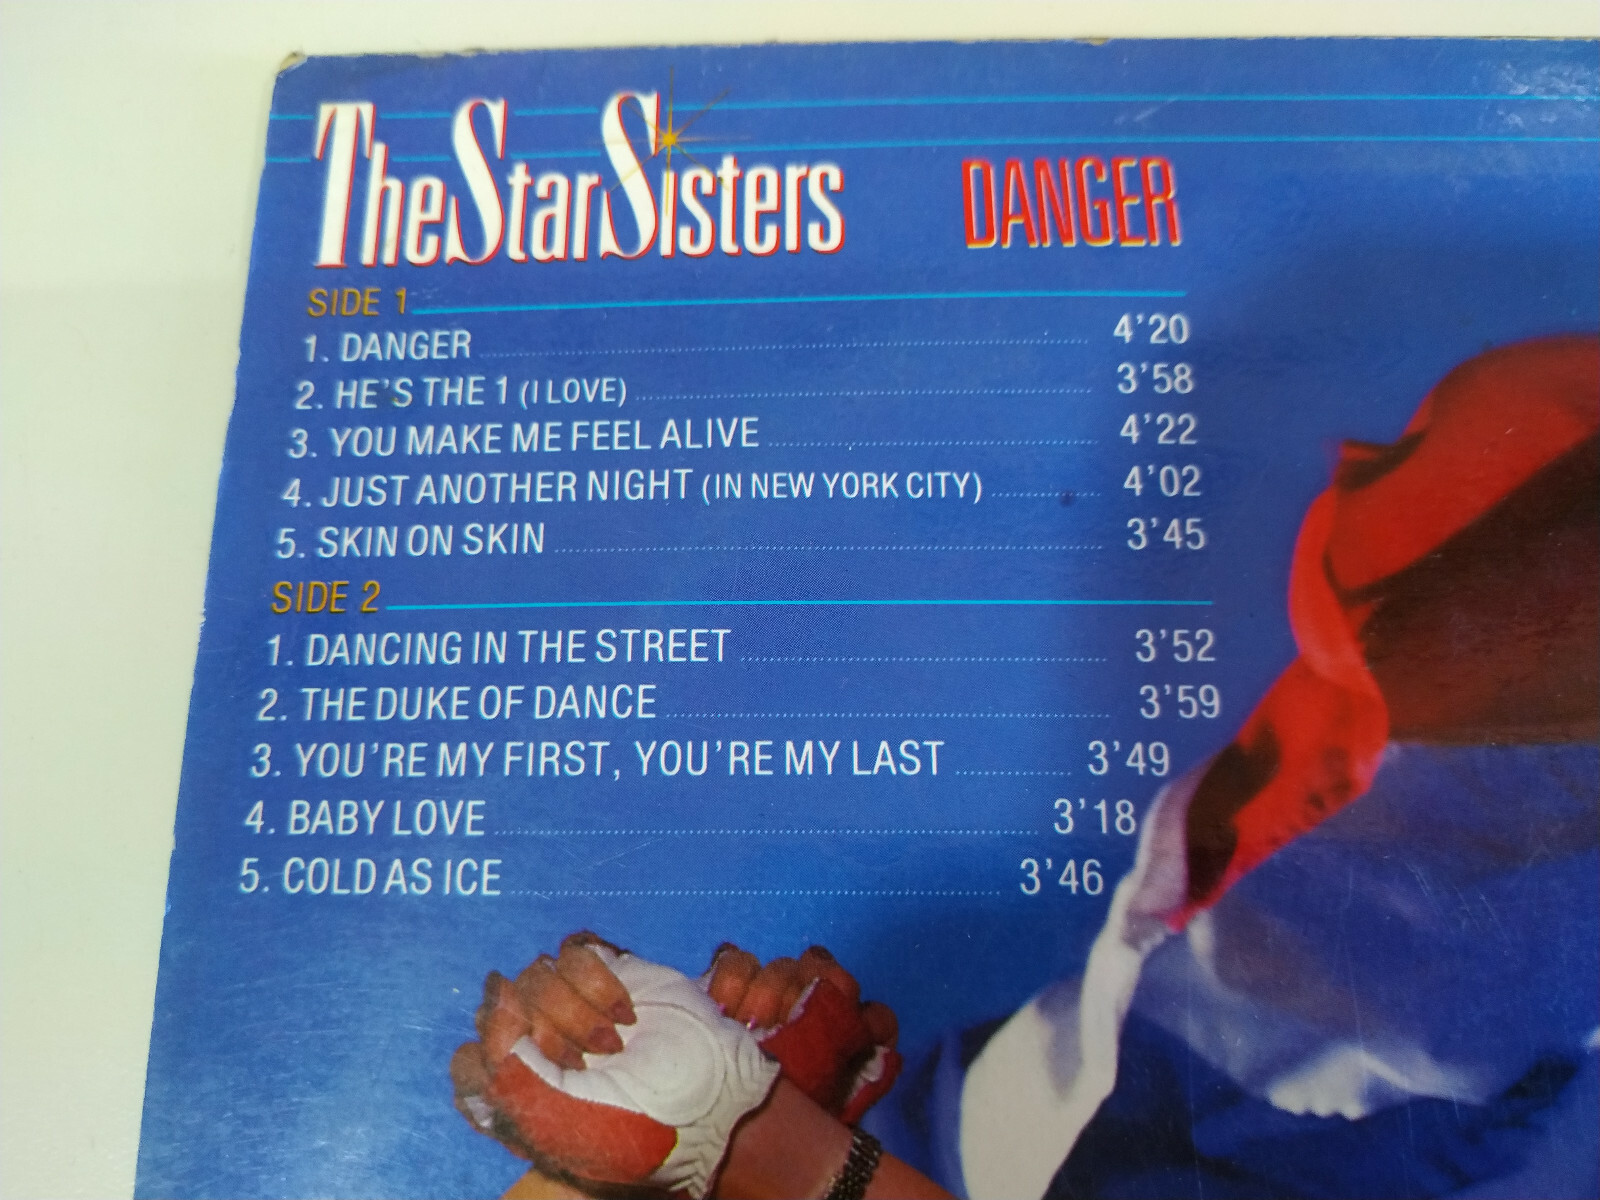 The Star Sisters DANGER
SIDE 1
1. DANGER 4'20
2. HE'S THE 1 (I LOVE) 3'58
3. YOU MAKE ME FEEL ALIVE 4'22
4. JUST ANOTHER NIGHT (IN NEW YORK CITY) 4'02
5. SKIN ON SKIN 3'45
SIDE 2
1. DANCING IN THE STREET 3'52
2. THE DUKE OF DANCE 3'59
3. YOU'RE MY FIRST, YOU'RE MY LAST 3'49
4. BABY LOVE 3'18
5. COLD AS ICE 3'46